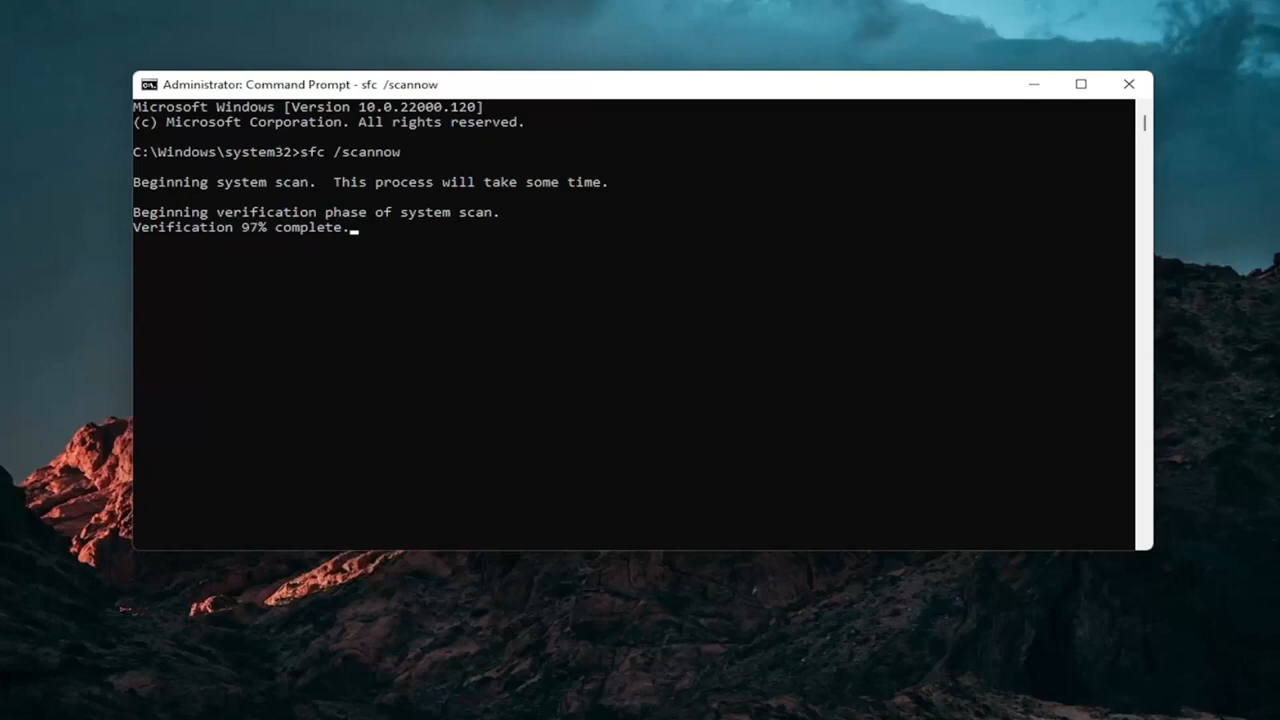 Administrator: Command Prompt - sfc  /scannow
Microsoft Windows [Version 10.0.22000.120]
(c) Microsoft Corporation. All rights reserved.
C:\Windows\system32>sfc /scannow
Beginning system scan.  This process will take some time.
Beginning verification phase of system scan.
Verification 97% complete.